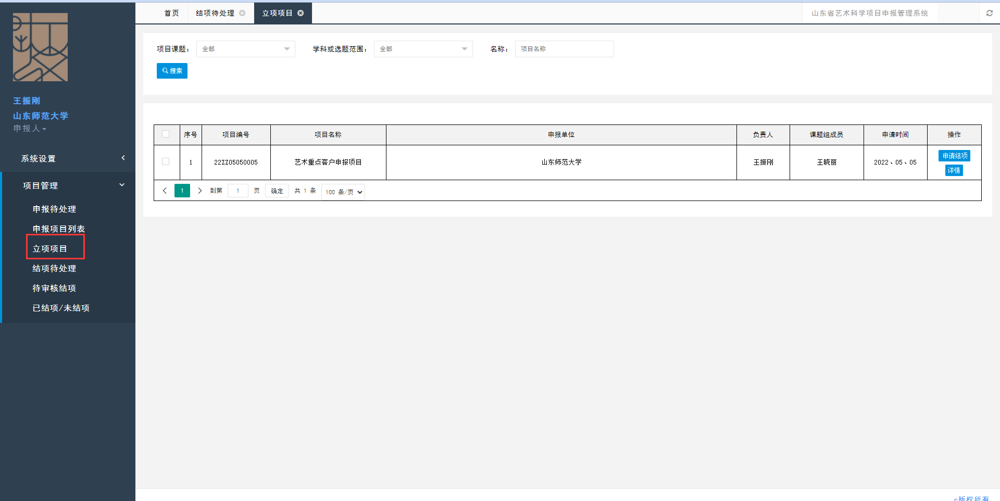 首页
结项待处理
立项项目
山东省艺术科学项目申报管理系统
王振刚
山东师范大学
申报人
系统设置
项目管理
申报待处理
申报项目列表
立项项目
结项待处理
待审核结项
已结项/未结项
项目课题： 全部 学科或选题范围： 全部 名称： 项目名称
搜索
序号 项目编号 项目名称 申报单位 负责人 课题组成员 申请时间 操作
1 22ZZ05050005 艺术重点客户申报项目 山东师范大学 王振刚 王晓丽 2022、05、05 申请结项
详情
1 到第 1 页 确定 共 1 条 100 条/页
c版权所有